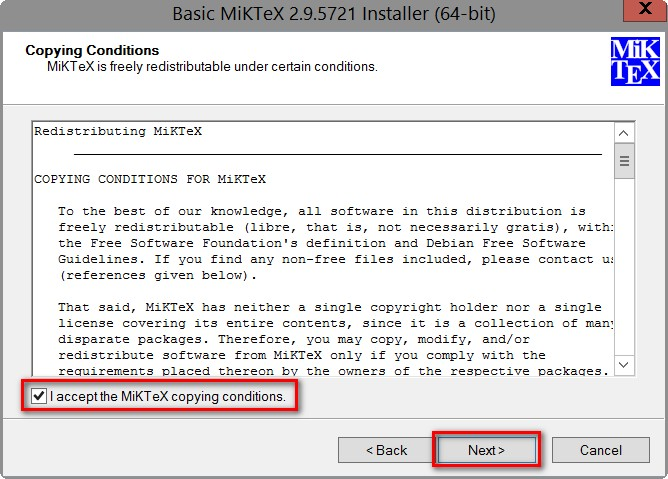 Basic MiKTeX 2.9.5721 Installer (64-bit)
X
Copying Conditions
MiKTeX is freely redistributable under certain conditions.
MiK
TEX
Redistributing MiKTeX
COPYING CONDITIONS FOR MiKTeX
To the best of our knowledge, all software in this distribution is
freely redistributable (libre, that is, not necessarily gratis), withi
the Free Software Foundation's definition and Debian Free Software
Guidelines. If you find any non-free files included, please contact us
(references given below).
That said, MiKTeX has neither a single copyright holder nor a single
license covering its entire contents, since it is a collection of many
disparate packages. Therefore, you may copy, modify, and/or
redistribute software from MiKTeX only if you comply with the
requirements placed thereon by the owners of the respective packages.
I accept the MiKTeX copying conditions.
< Back
Next >
Cancel